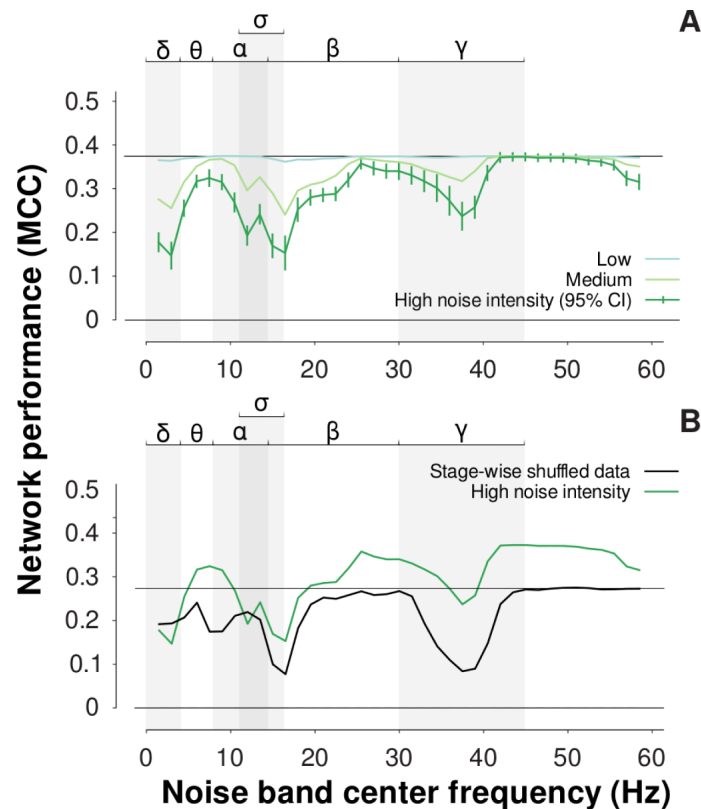 A
σ
δ θ α β γ
0.5
0.4
0.3
0.2
0.1
0
Low
Medium
High noise intensity (95% CI)
0 10 20 30 40 50 60
B
σ
δ θ α β γ
0.5
0.4
0.3
0.2
0.1
0
Stage-wise shuffled data
High noise intensity
0 10 20 30 40 50 60
Network performance (MCC)
Noise band center frequency (Hz)